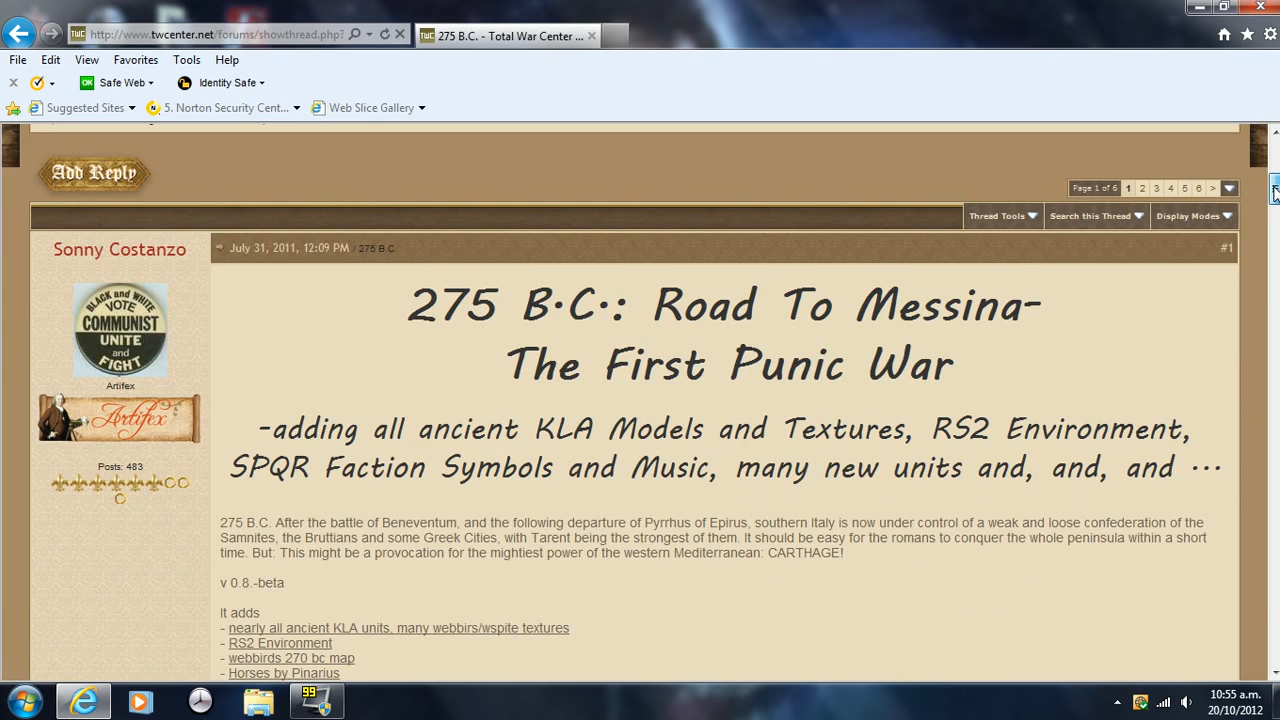 http://www.twcenter.net/forums/showthread.php?
TWC 275 B.C. - Total War Center ...
File Edit View Favorites Tools Help
OK Safe Web Identity Safe
Suggested Sites 5. Norton Security Cent... Web Slice Gallery
Add Reply
Page 1 of 6 1 2 3 4 5 6 >
Thread Tools Search this Thread Display Modes
Sonny Costanzo
July 31, 2011, 12:09 PM / 275 B.C. #1
BLACK and WHITE
VOTE
COMMUNIST
UNITE
and
FIGHT
Artifex
Artifex
Posts: 483
275 B.C.: Road To Messina-
The First Punic War
-adding all ancient KLA Models and Textures, RS2 Environment,
SPQR Faction Symbols and Music, many new units and, and, and ...
275 B.C. After the battle of Beneventum, and the following departure of Pyrrhus of Epirus, southern Italy is now under control of a weak and loose confederation of the
Samnites, the Bruttians and some Greek Cities, with Tarent being the strongest of them. It should be easy for the romans to conquer the whole peninsula within a short
time. But: This might be a provocation for the mightiest power of the western Mediterranean: CARTHAGE!
v 0.8.-beta
It adds
- nearly all ancient KLA units, many webbirs/wspite textures
- RS2 Environment
- webbirds 270 bc map
- Horses by Pinarius
99
10:55 a.m.
20/10/2012